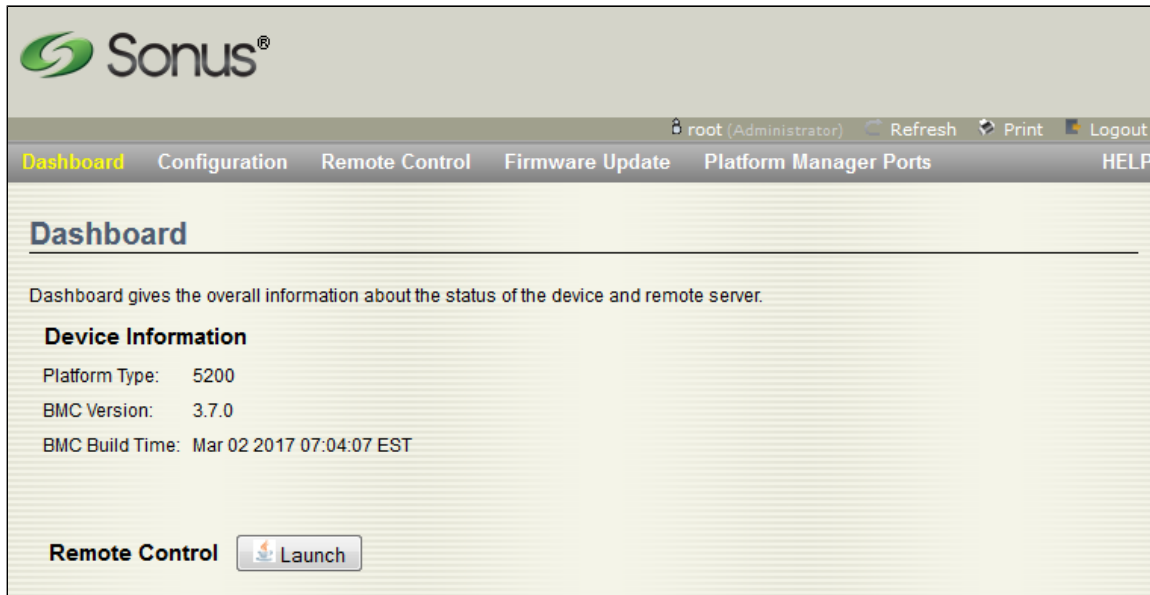 Sonus®
root (Administrator) Refresh Print Logout
Dashboard Configuration Remote Control Firmware Update Platform Manager Ports HELP
Dashboard
Dashboard gives the overall information about the status of the device and remote server.
Device Information
Platform Type: 5200
BMC Version: 3.7.0
BMC Build Time: Mar 02 2017 07:04:07 EST
Remote Control Launch